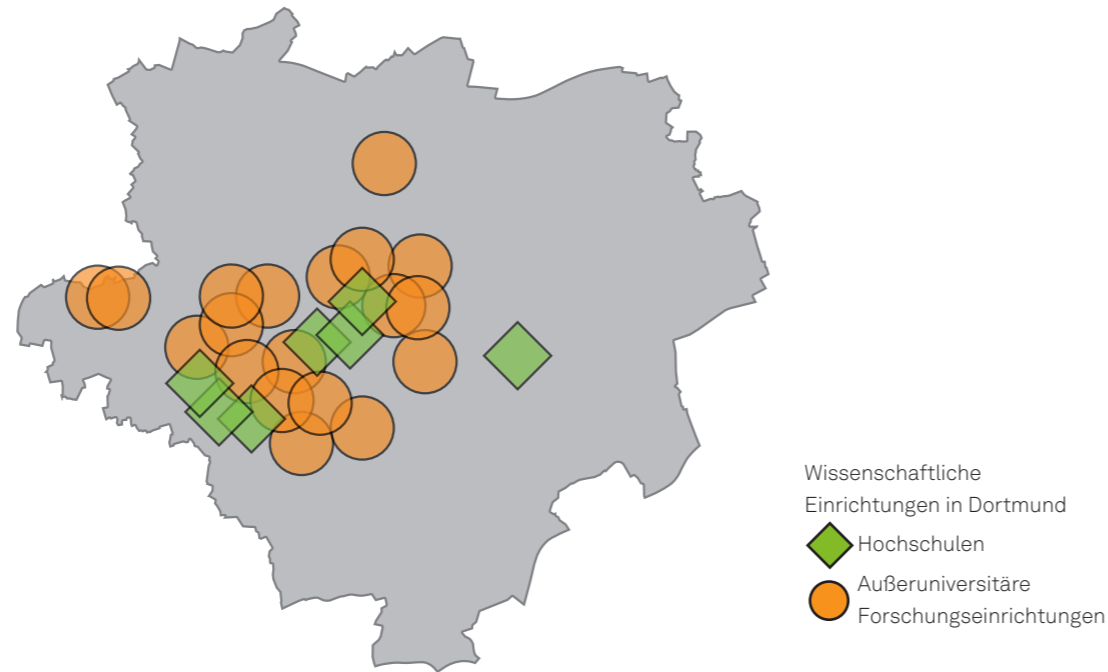 Wissenschaftliche
Einrichtungen in Dortmund
Hochschulen
Außeruniversitäre
Forschungseinrichtungen